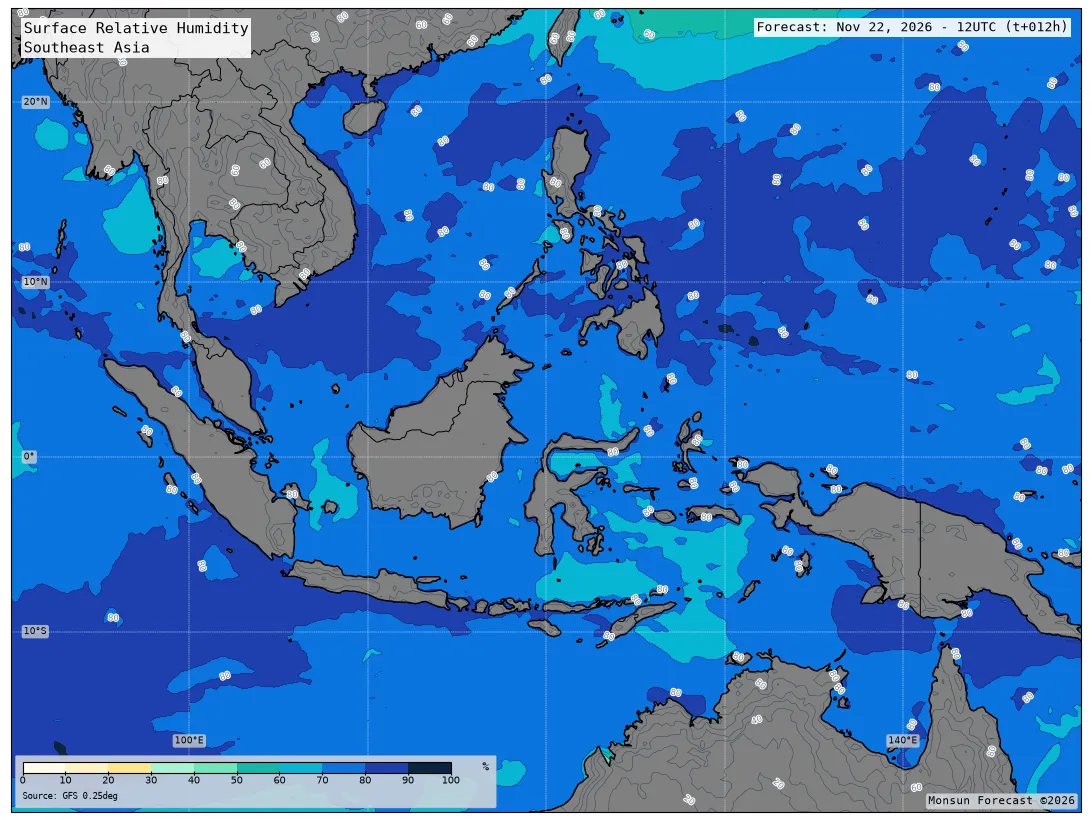 Surface Relative Humidity
Southeast Asia
Forecast: Nov 22, 2026 - 12UTC (t+012h)
20°N
10°N
0°
10°S
100°E
140°E
%
0 10 20 30 40 50 60 70 80 90 100
Source: GFS 0.25deg
Monsun Forecast ©2026